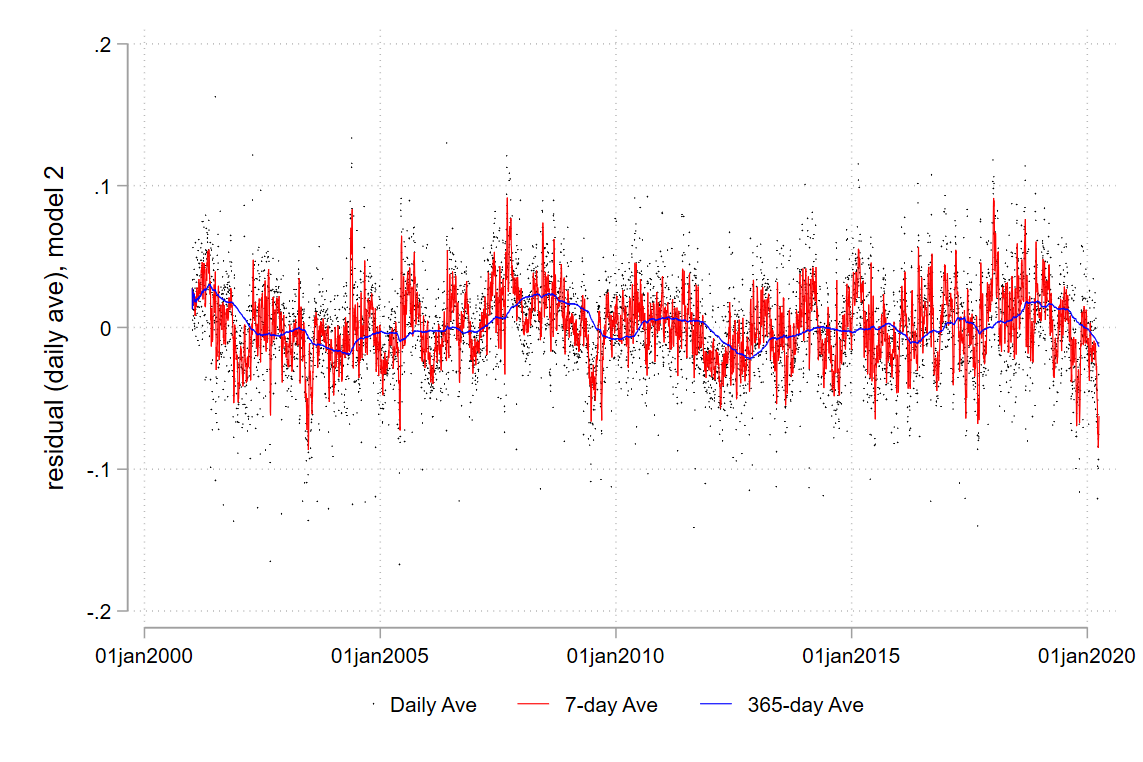 residual (daily ave), model 2
.2
.1
0
-.1
-.2
01jan2000 01jan2005 01jan2010 01jan2015 01jan2020
Daily Ave 7-day Ave 365-day Ave